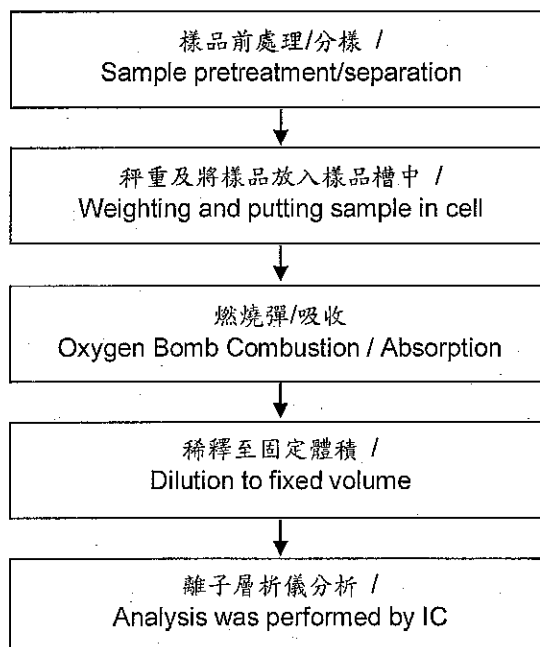 樣品前處理/分樣 /
Sample pretreatment/separation
秤重及將樣品放入樣品槽中 /
Weighting and putting sample in cell
燃燒彈/吸收
Oxygen Bomb Combustion / Absorption
稀釋至固定體積 /
Dilution to fixed volume
離子層析儀分析 /
Analysis was performed by IC